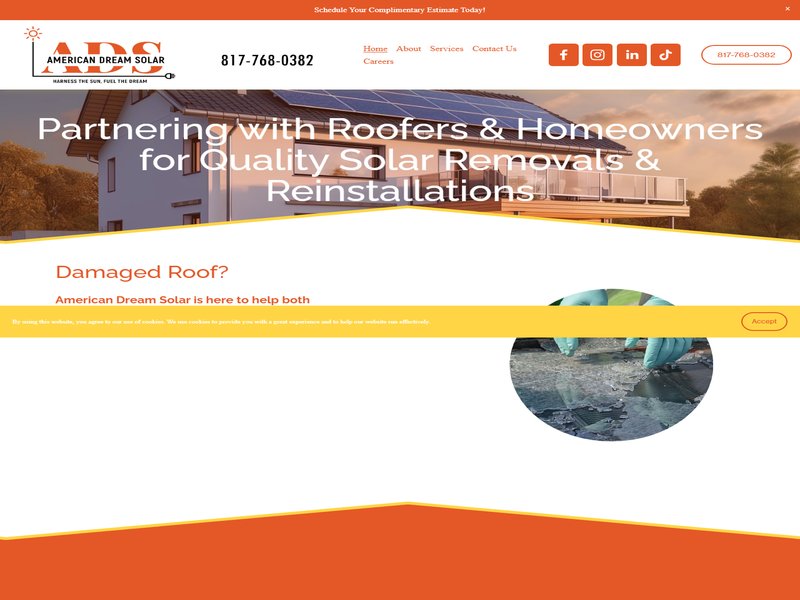 Schedule Your Complimentary Estimate Today!
×
ADS
AMERICAN DREAM SOLAR
HARNESS THE SUN, FUEL THE DREAM
817-768-0382
Home About Services Contact Us
Careers
817-768-0382
Partnering with Roofers & Homeowners
for Quality Solar Removals &
Reinstallations
Damaged Roof?
American Dream Solar is here to help both
By using this website, you agree to our use of cookies. We use cookies to provide you with a great experience and to help our website run effectively.
Accept